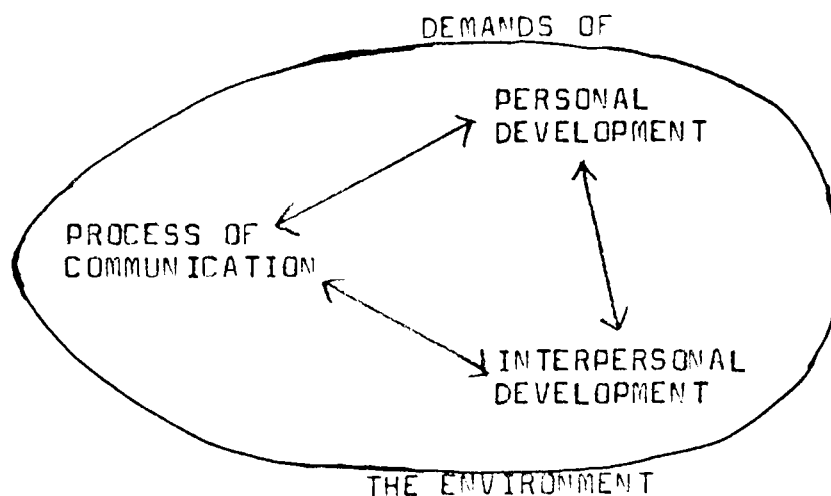 DEMANDS OF
PERSONAL
DEVELOPMENT
PROCESS OF
COMMUNICATION
INTERPERSONAL
DEVELOPMENT
THE ENVIRONMENT